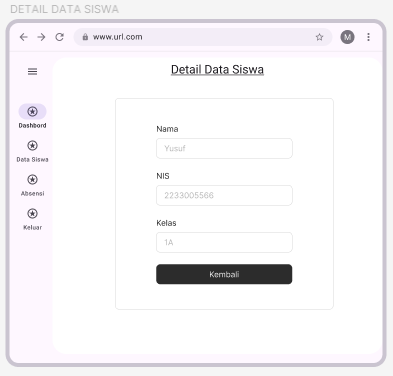 DETAIL DATA SISWA
www.url.com
M
Detail Data Siswa
Dashbord
Data Siswa
Absensi
Keluar
Nama
Yusuf
NIS
2233005566
Kelas
1A
Kembali